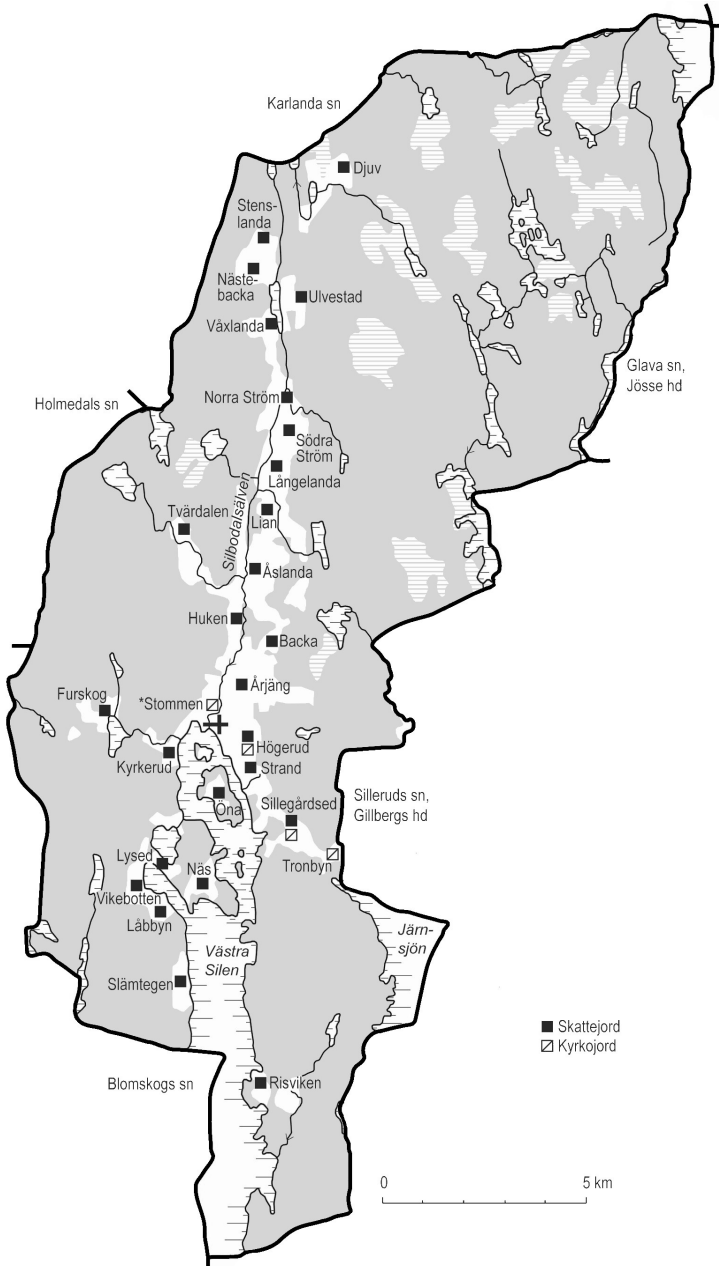 Karlanda sn
Djuv
Stens-
landa
Näste-
backa
Ulvestad
Våxlanda
Glava sn,
Jösse hd
Norra Ström
Holmedals sn
Södra
Ström
Långelanda
Silbodalsälven
Tvärdalen
Lian
Åslanda
Huken
Backa
Årjäng
Furskog
*Stommen
Högerud
Kyrkerud
Strand
Öna
Sillegårdsed
Silleruds sn,
Gillbergs hd
Tronbyn
Lysed
Näs
Vikebotten
Låbbyn
Järn-
sjön
Västra
Silen
Slämtegen
Skattejord
Kyrkojord
Blomskogs sn
Risviken
0 5 km